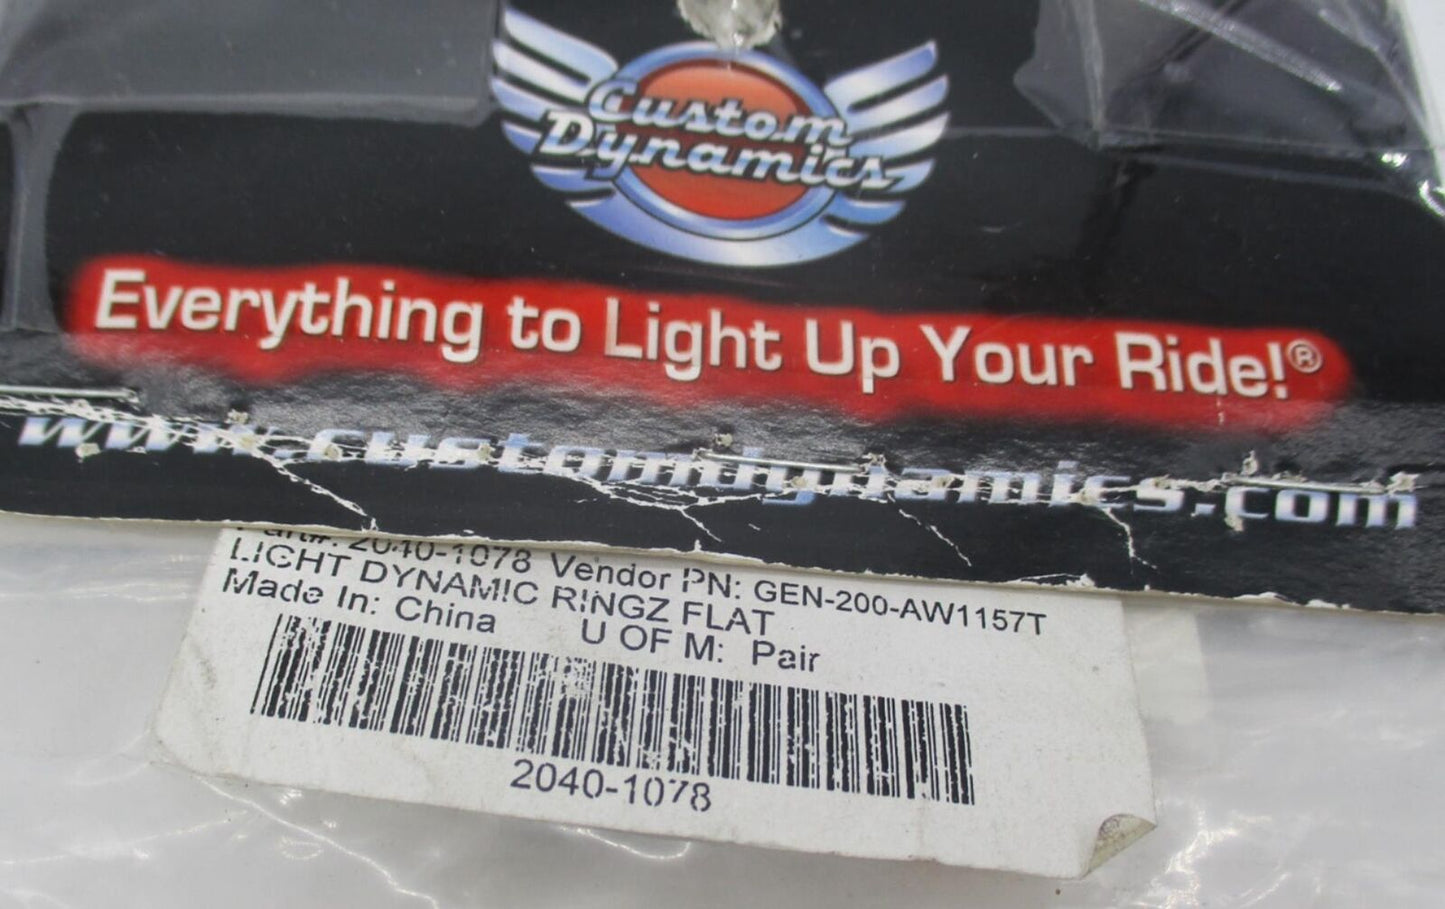 Custom
Dynamics
Everything to Light Up Your Ride!®
www.customdynamics.com
Part#: 2040-1078 Vendor PN: GEN-200-AW1157T
LIGHT DYNAMIC RINGZ FLAT
Made In: China U OF M: Pair
2040-1078